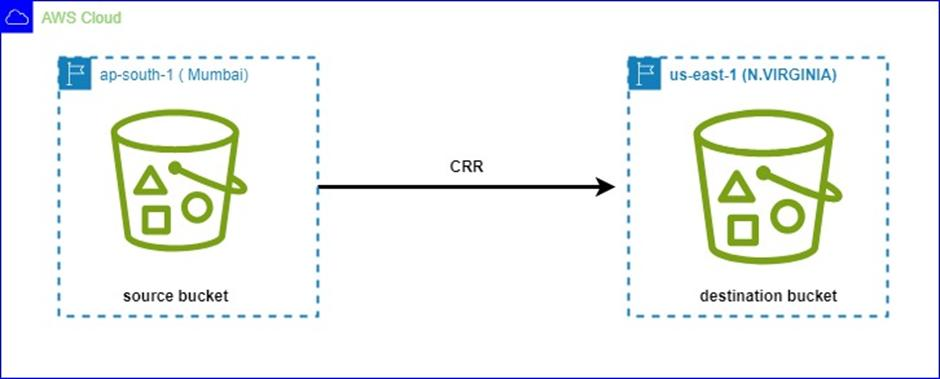 AWS Cloud
ap-south-1 ( Mumbai)
us-east-1 (N.VIRGINIA)
CRR
source bucket
destination bucket